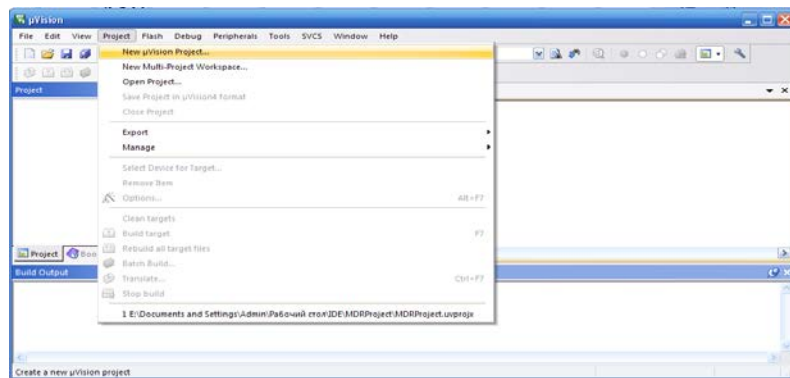 µVision
File Edit View Project Flash Debug Peripherals Tools SVCS Window Help
New µVision Project...
New Multi-Project Workspace...
Project
Open Project...
Save Project in µVision4 format
Close Project
Export
Manage
Select Device for Target...
Remove Item
Options... Alt+F7
Clean targets
Build target F7
Project Boo
Rebuild all target files
Build Output
Batch Build...
Translate... Ctrl+F7
Stop build
1 E:\Documents and Settings\Admin\Рабочий стол\IDE\MDRProject\MDRProject.uvprojx
Create a new µVision project